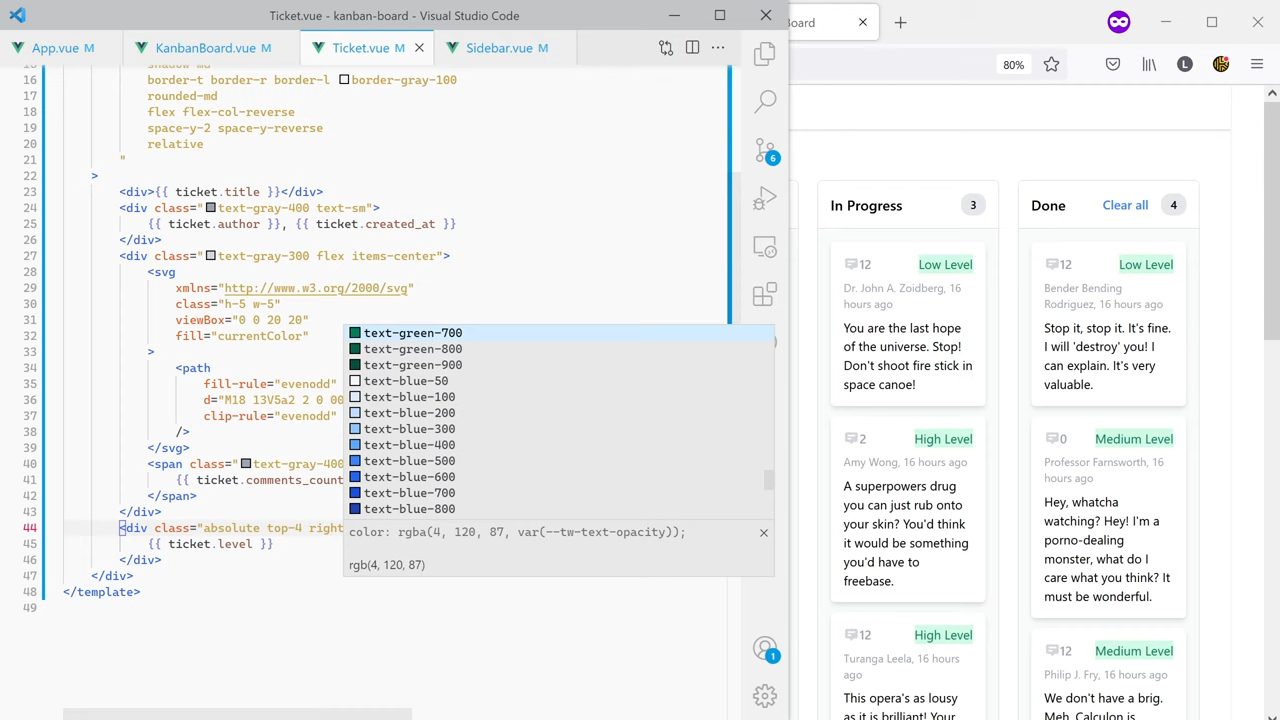 Ticket.vue - kanban-board - Visual Studio Code
App.vue M
KanbanBoard.vue M
Ticket.vue M
Sidebar.vue M
16 border-t border-r border-l border-gray-100
17 rounded-md
18 flex flex-col-reverse
19 space-y-2 space-y-reverse
20 relative
21 "
22 >
23 <div>{{ ticket.title }}</div>
24 <div class="text-gray-400 text-sm">
25 {{ ticket.author }}, {{ ticket.created_at }}
26 </div>
27 <div class="text-gray-300 flex items-center">
28 <svg
29 xmlns="http://www.w3.org/2000/svg"
30 class="h-5 w-5"
31 viewBox="0 0 20 20"
32 fill="currentColor"
33 >
34 <path
35 fill-rule="evenodd"
36 d="M18 13V5a2 2 0 00
37 clip-rule="evenodd"
38 />
39 </svg>
40 <span class="text-gray-400
41 {{ ticket.comments_count
42 </span>
43 </div>
44 <div class="absolute top-4 right
45 {{ ticket.level }}
46 </div>
47 </div>
48 </template>
49
text-green-700
text-green-800
text-green-900
text-blue-50
text-blue-100
text-blue-200
text-blue-300
text-blue-400
text-blue-500
text-blue-600
text-blue-700
text-blue-800
color: rgba(4, 120, 87, var(--tw-text-opacity));
rgb(4, 120, 87)
6
1
oard
80%
L
In Progress 3
12 Low Level
Dr. John A. Zoidberg, 16
hours ago
You are the last hope
of the universe. Stop!
Don't shoot fire stick in
space canoe!
2 High Level
Amy Wong, 16 hours ago
A superpowers drug
you can just rub onto
your skin? You'd think
it would be something
you'd have to
freebase.
12 High Level
Turanga Leela, 16 hours
ago
This opera's as lousy
as it is brilliant! Your
Done Clear all 4
12 Low Level
Bender Bending
Rodriguez, 16 hours ago
Stop it, stop it. It's fine.
I will 'destroy' you! I
can explain. It's very
valuable.
0 Medium Level
Professor Farnsworth, 16
hours ago
Hey, whatcha
watching? Hey! I'm a
porno-dealing
monster, what do I
care what you think? It
must be wonderful.
12 Medium Level
Philip J. Fry, 16 hours ago
We don't have a brig.
Meh. Calculon is